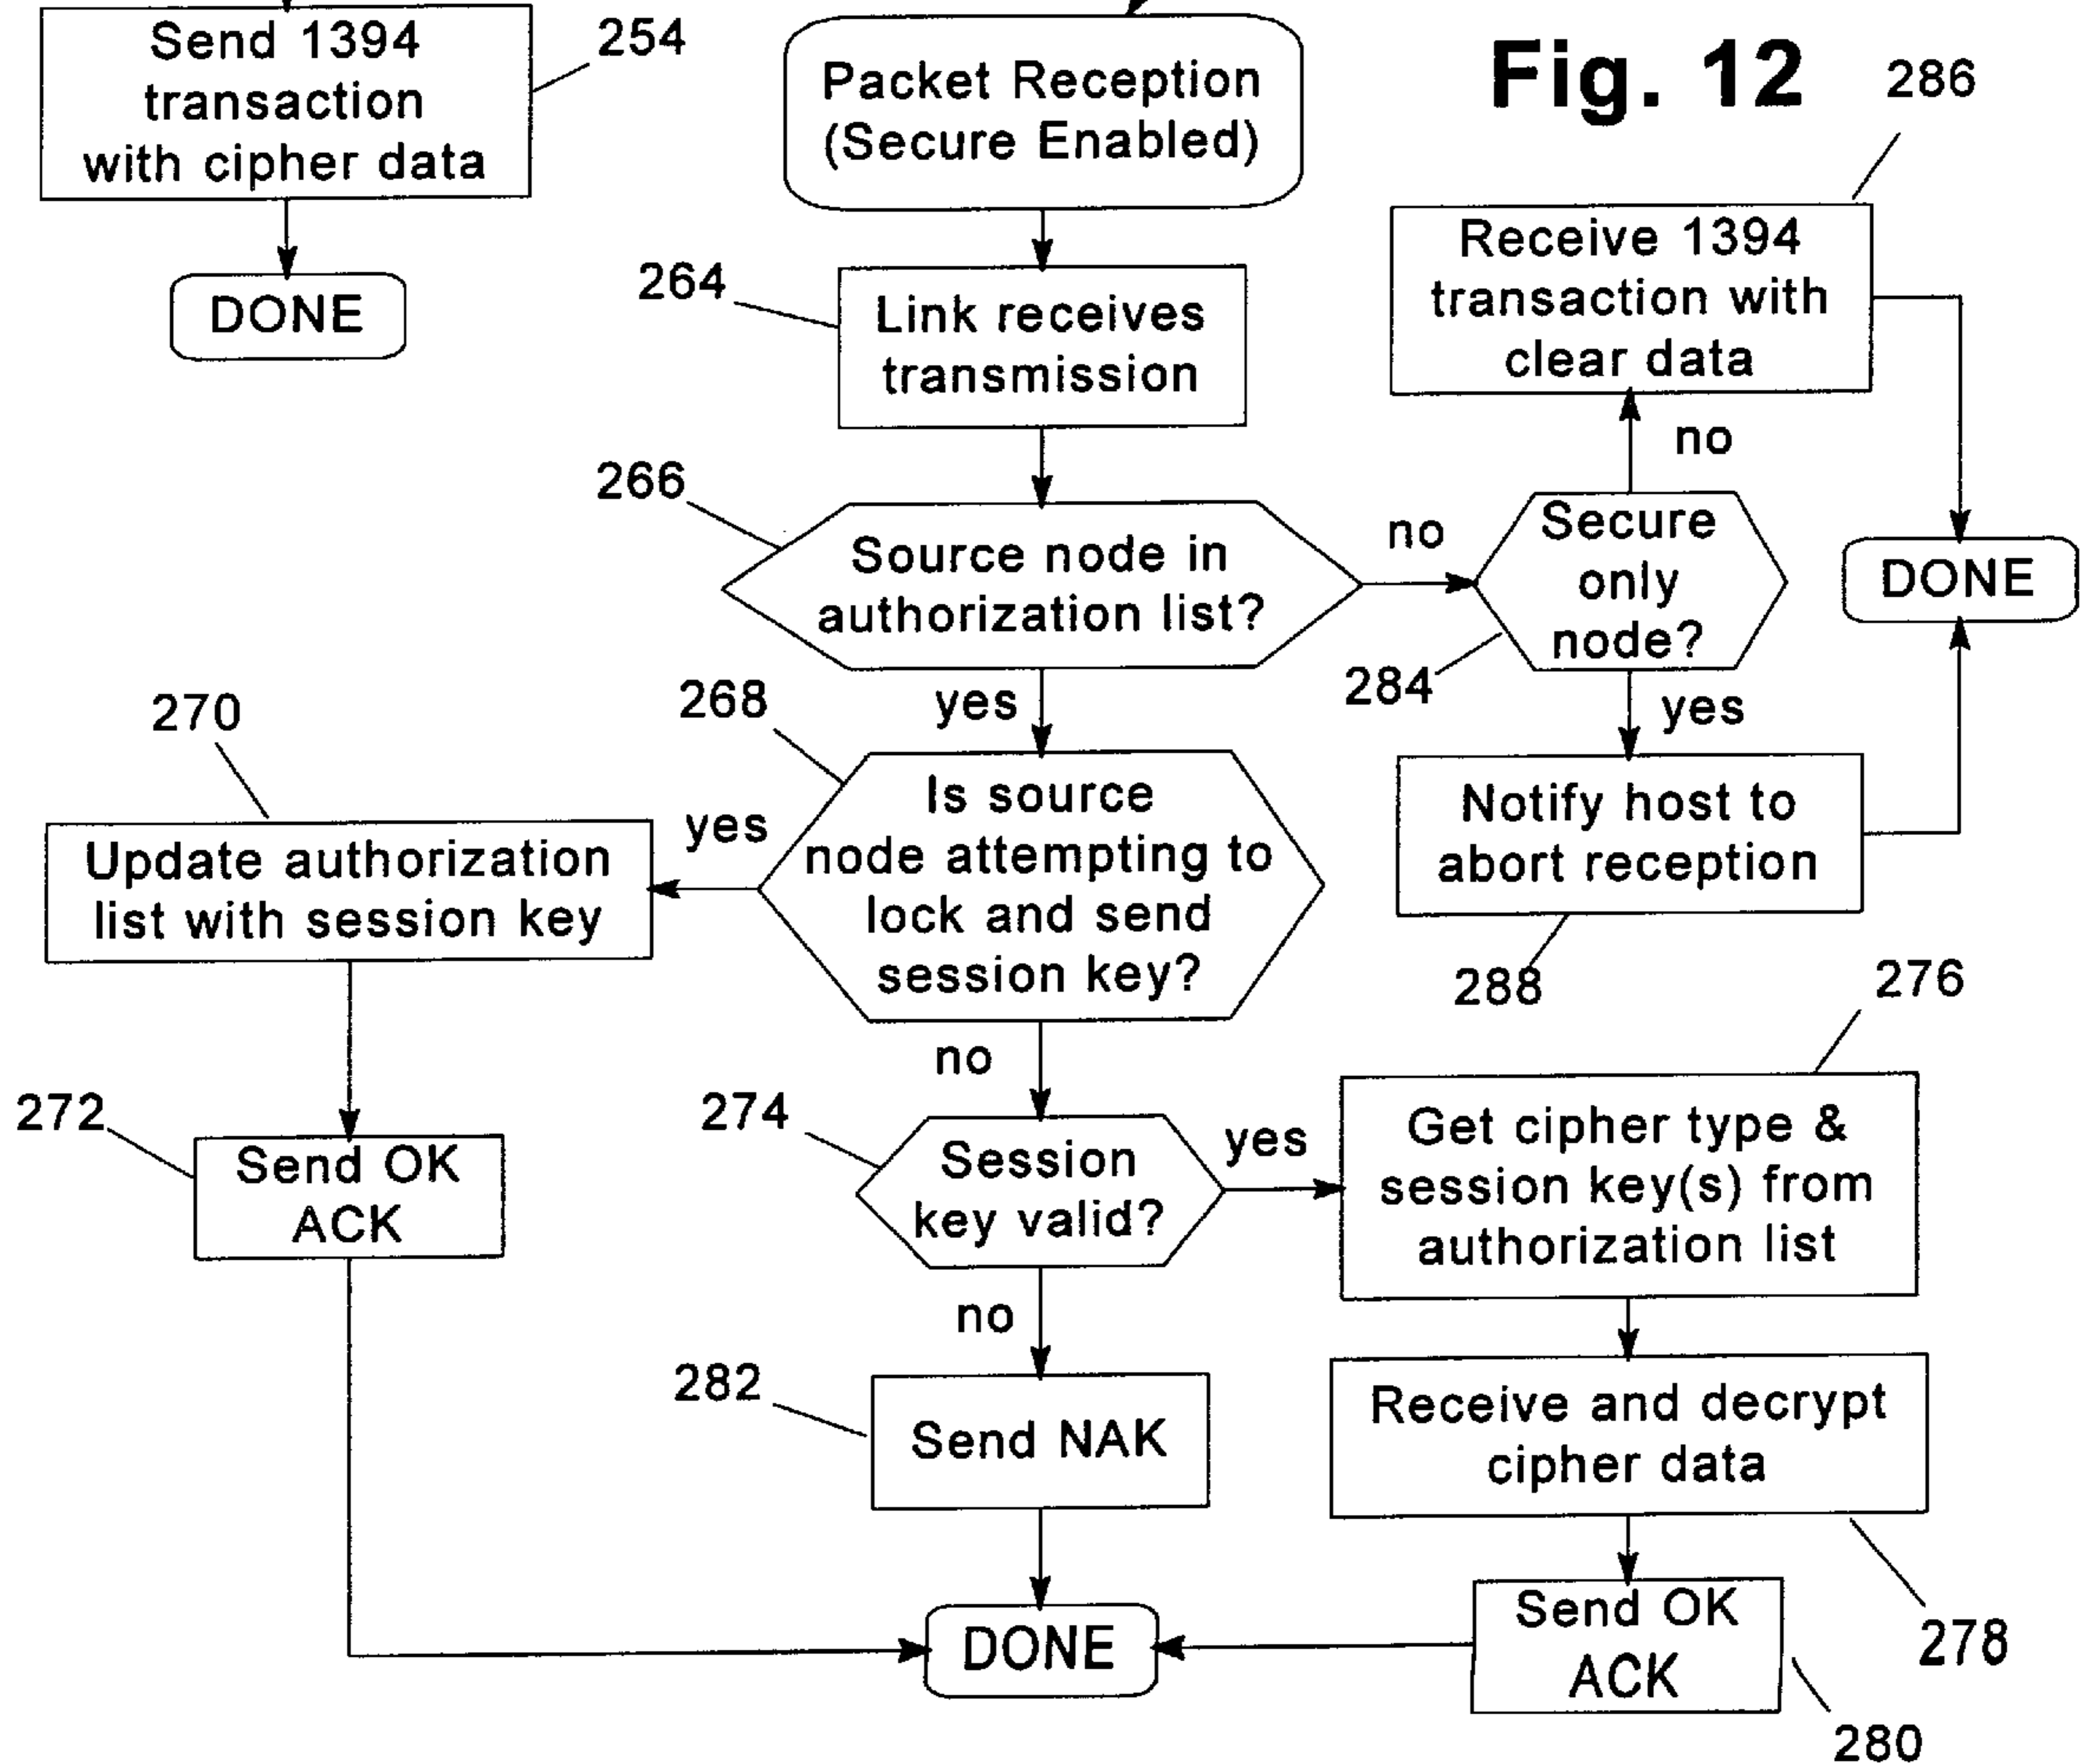 Send 1394
transaction
with cipher data
254
DONE
Packet Reception
(Secure Enabled)
Fig. 12
286
Receive 1394
transaction with
clear data
264
Link receives
transmission
no
266
Source node in
authorization list?
no
Secure
only
node?
DONE
284
yes
268
yes
270
Is source
node attempting to
lock and send
session key?
yes
Update authorization
list with session key
Notify host to
abort reception
288
276
no
272
Send OK
ACK
274
Session
key valid?
yes
Get cipher type &
session key(s) from
authorization list
no
282
Send NAK
Receive and decrypt
cipher data
278
DONE
Send OK
ACK
280